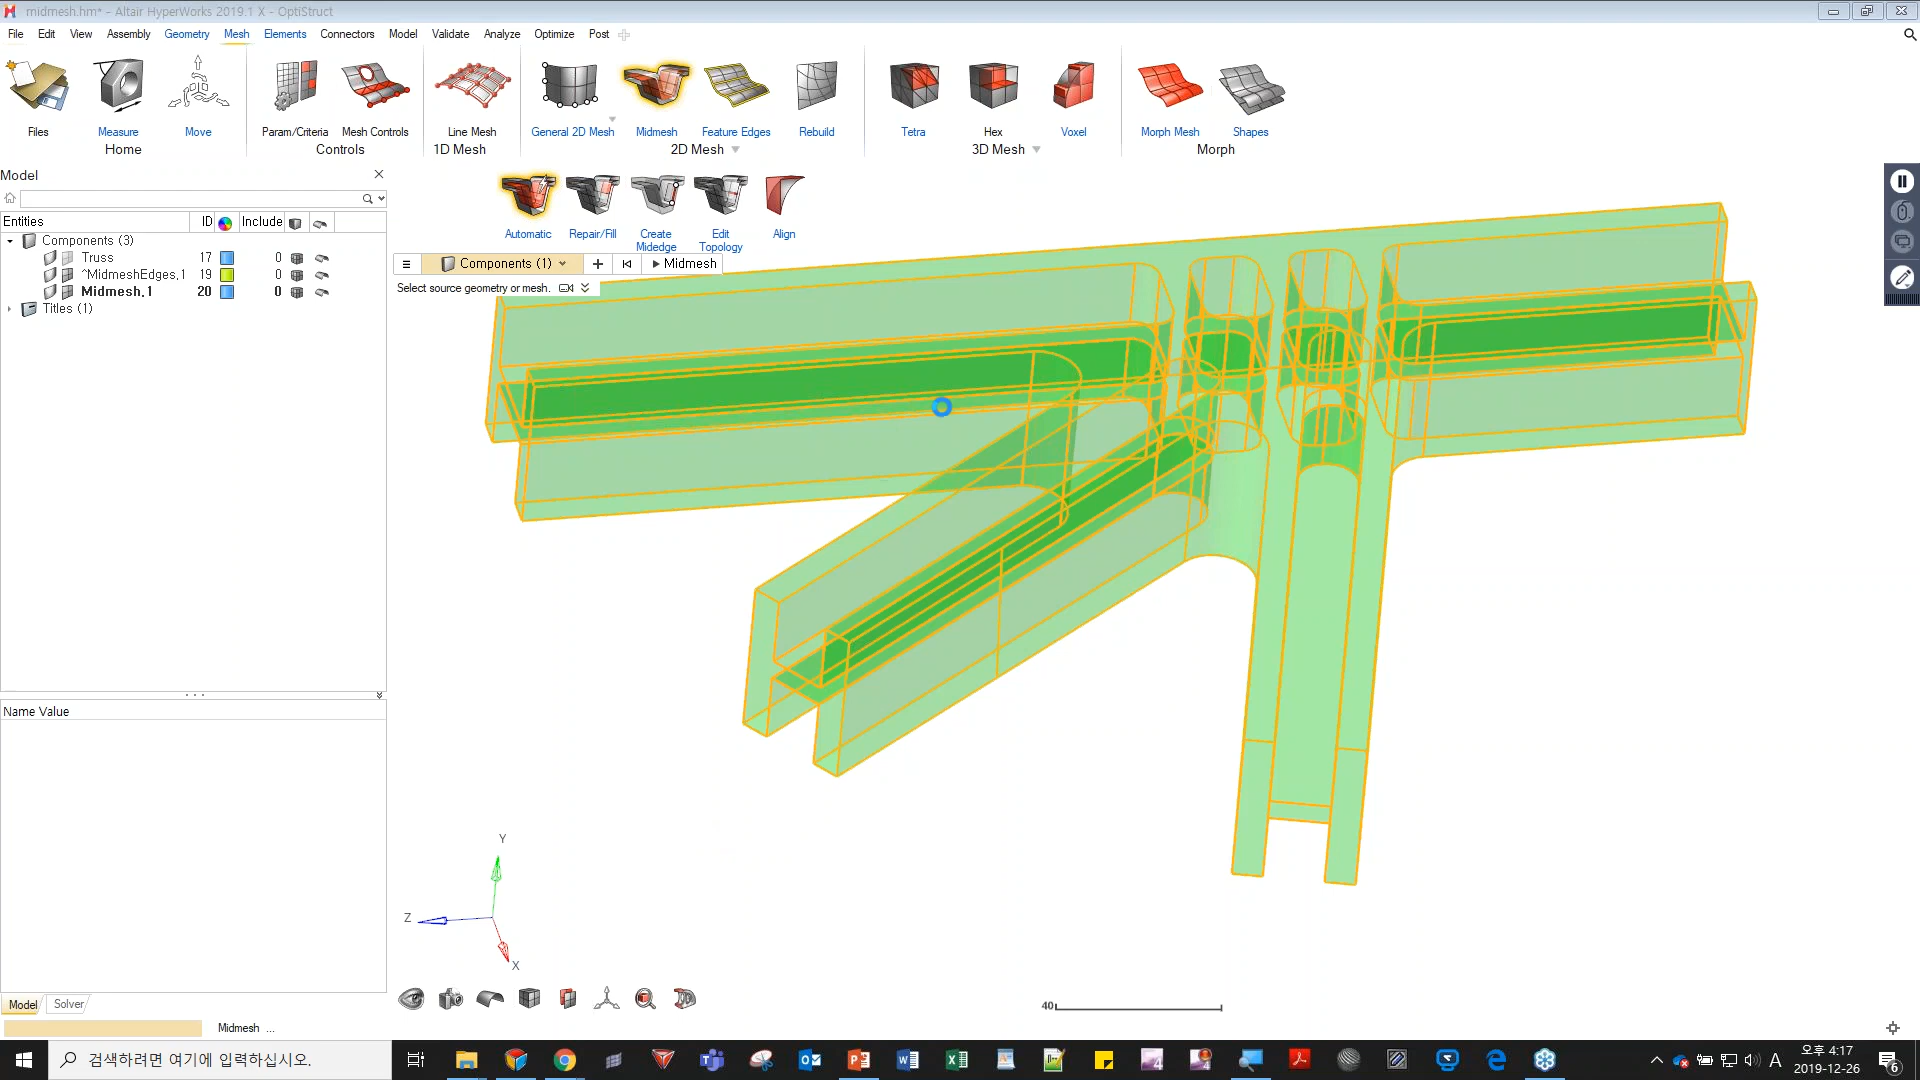 midmesh.hm* - Altair HyperWorks 2019.1 X - OptiStruct
File Edit View Assembly Geometry Mesh Elements Connectors Model Validate Analyze Optimize Post
Files Measure Move Param/Criteria Mesh Controls Line Mesh General 2D Mesh Midmesh Feature Edges Rebuild Tetra Hex Voxel Morph Mesh Shapes
Home Controls 1D Mesh 2D Mesh 3D Mesh Morph
Model
Automatic Repair/Fill Create Midedge Edit Topology Align
Entities ID Include
Components (3)
Truss 17 0
^MidmeshEdges,1 19 0
Midmesh,1 20 0
Titles (1)
Components (1) Midmesh
Select source geometry or mesh.
Name Value
Y
Z
X
40
Model Solver
Midmesh ...
검색하려면 여기에 입력하십시오.
A
오후 4:17
2019-12-26
6